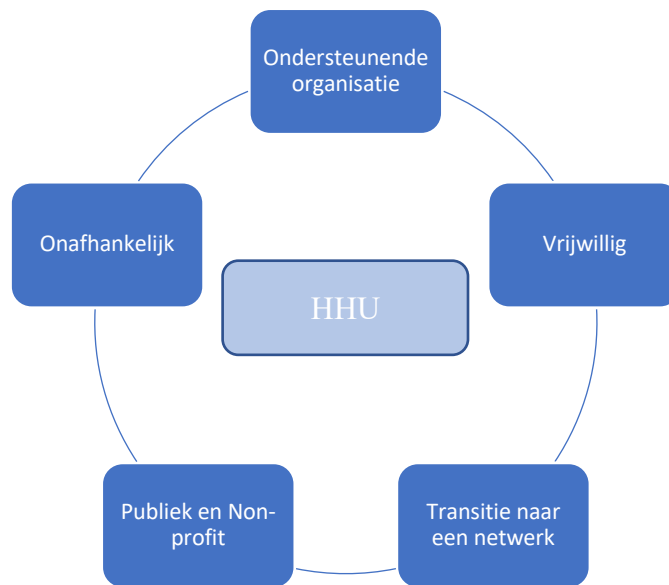 Ondersteunende
organisatie
Onafhankelijk
Vrijwillig
HHU
Publiek en Non-
profit
Transitie naar
een netwerk